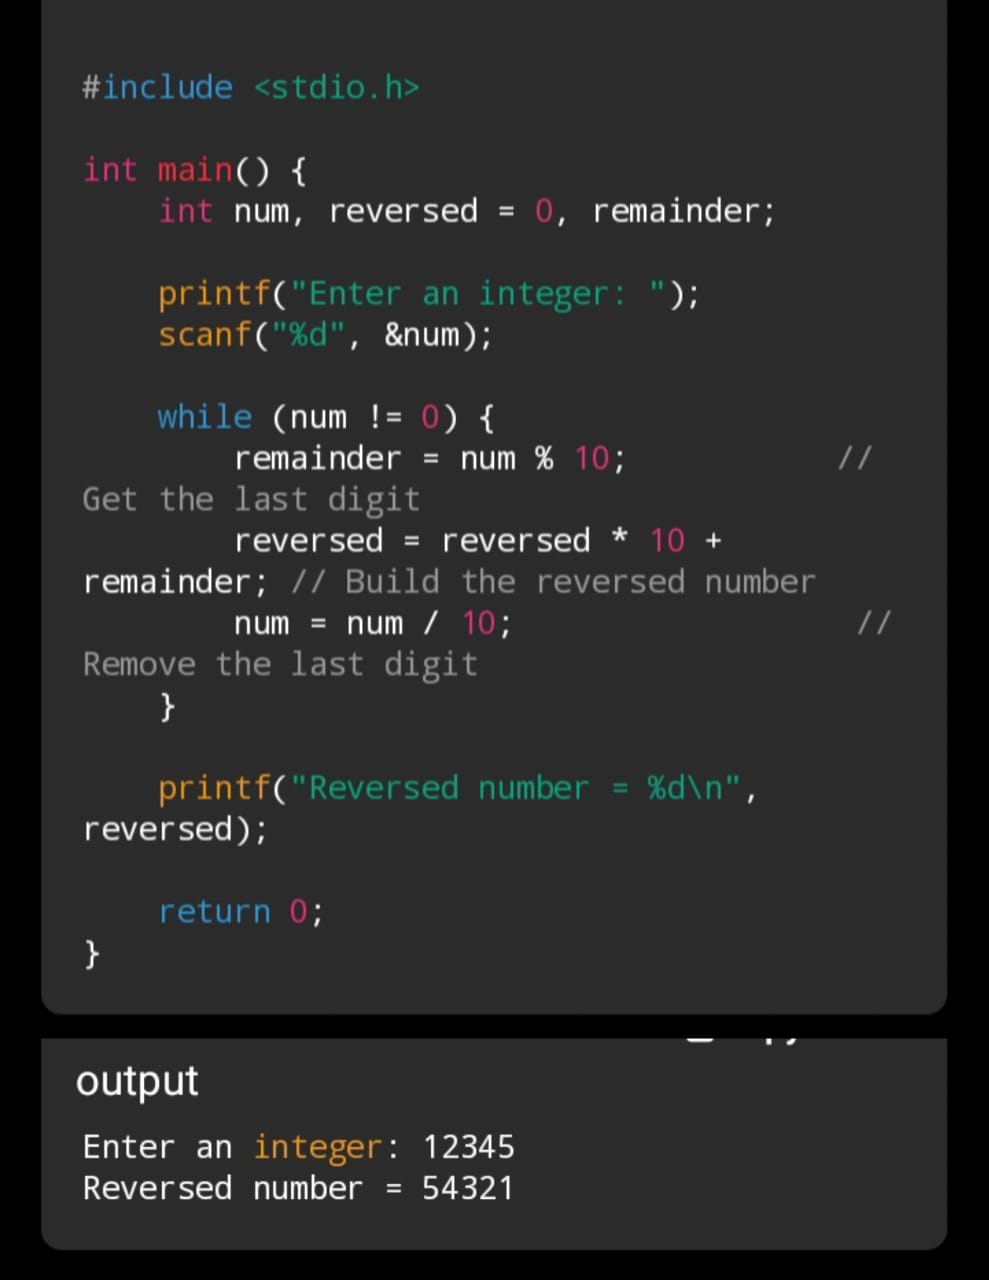 #include <stdio.h>
int main() {
int num, reversed = 0, remainder;
printf("Enter an integer: ");
scanf("%d", &num);
while (num != 0) {
remainder = num % 10; //
Get the last digit
reversed = reversed * 10 +
remainder; // Build the reversed number
num = num / 10; //
Remove the last digit
}
printf("Reversed number = %d\n",
reversed);
return 0;
}
output
Enter an integer: 12345
Reversed number = 54321